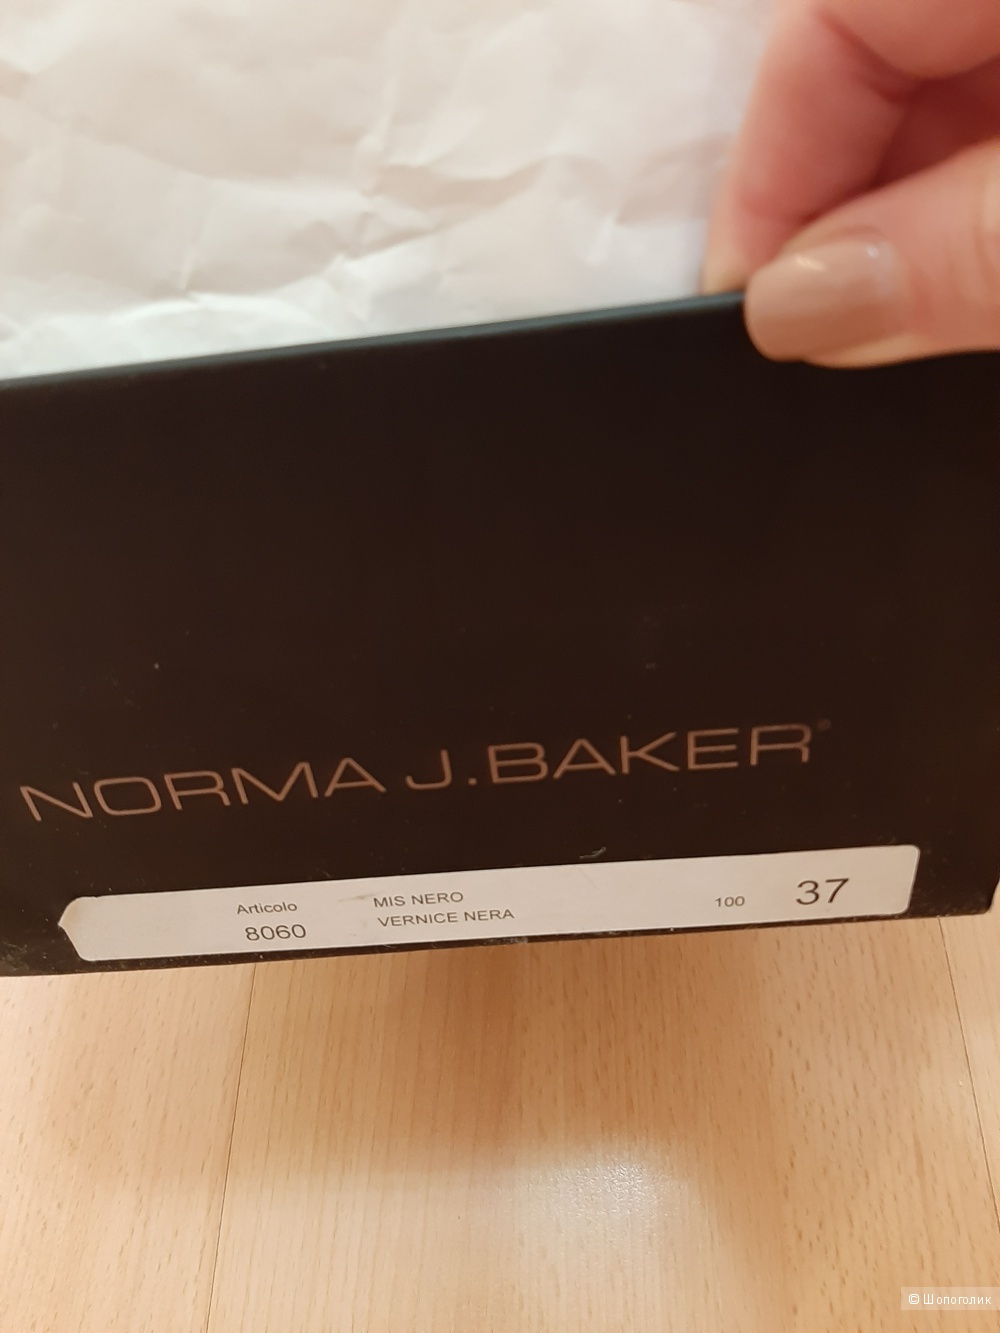 NORMA J.BAKER®
Articolo MIS NERO 100 37
8060 VERNICE NERA
© Шопоголик